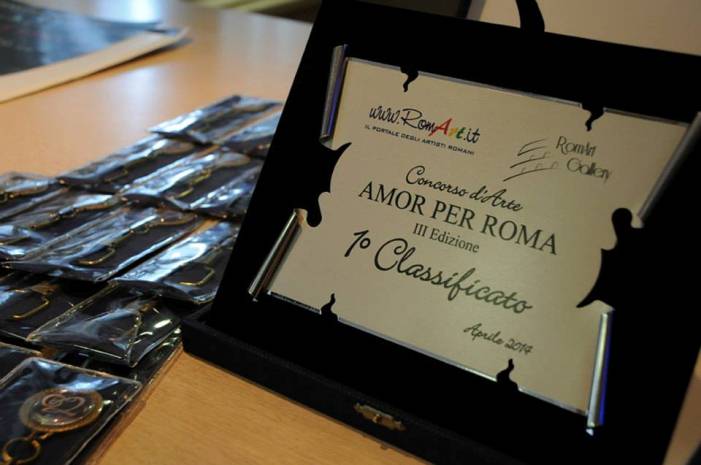 www.RomArt.it
IL PORTALE DEGLI ARTISTI ROMANI
RomArt
Gallery
Concorso d'Arte
AMOR PER ROMA
III Edizione
1º Classificato
Aprile 2014